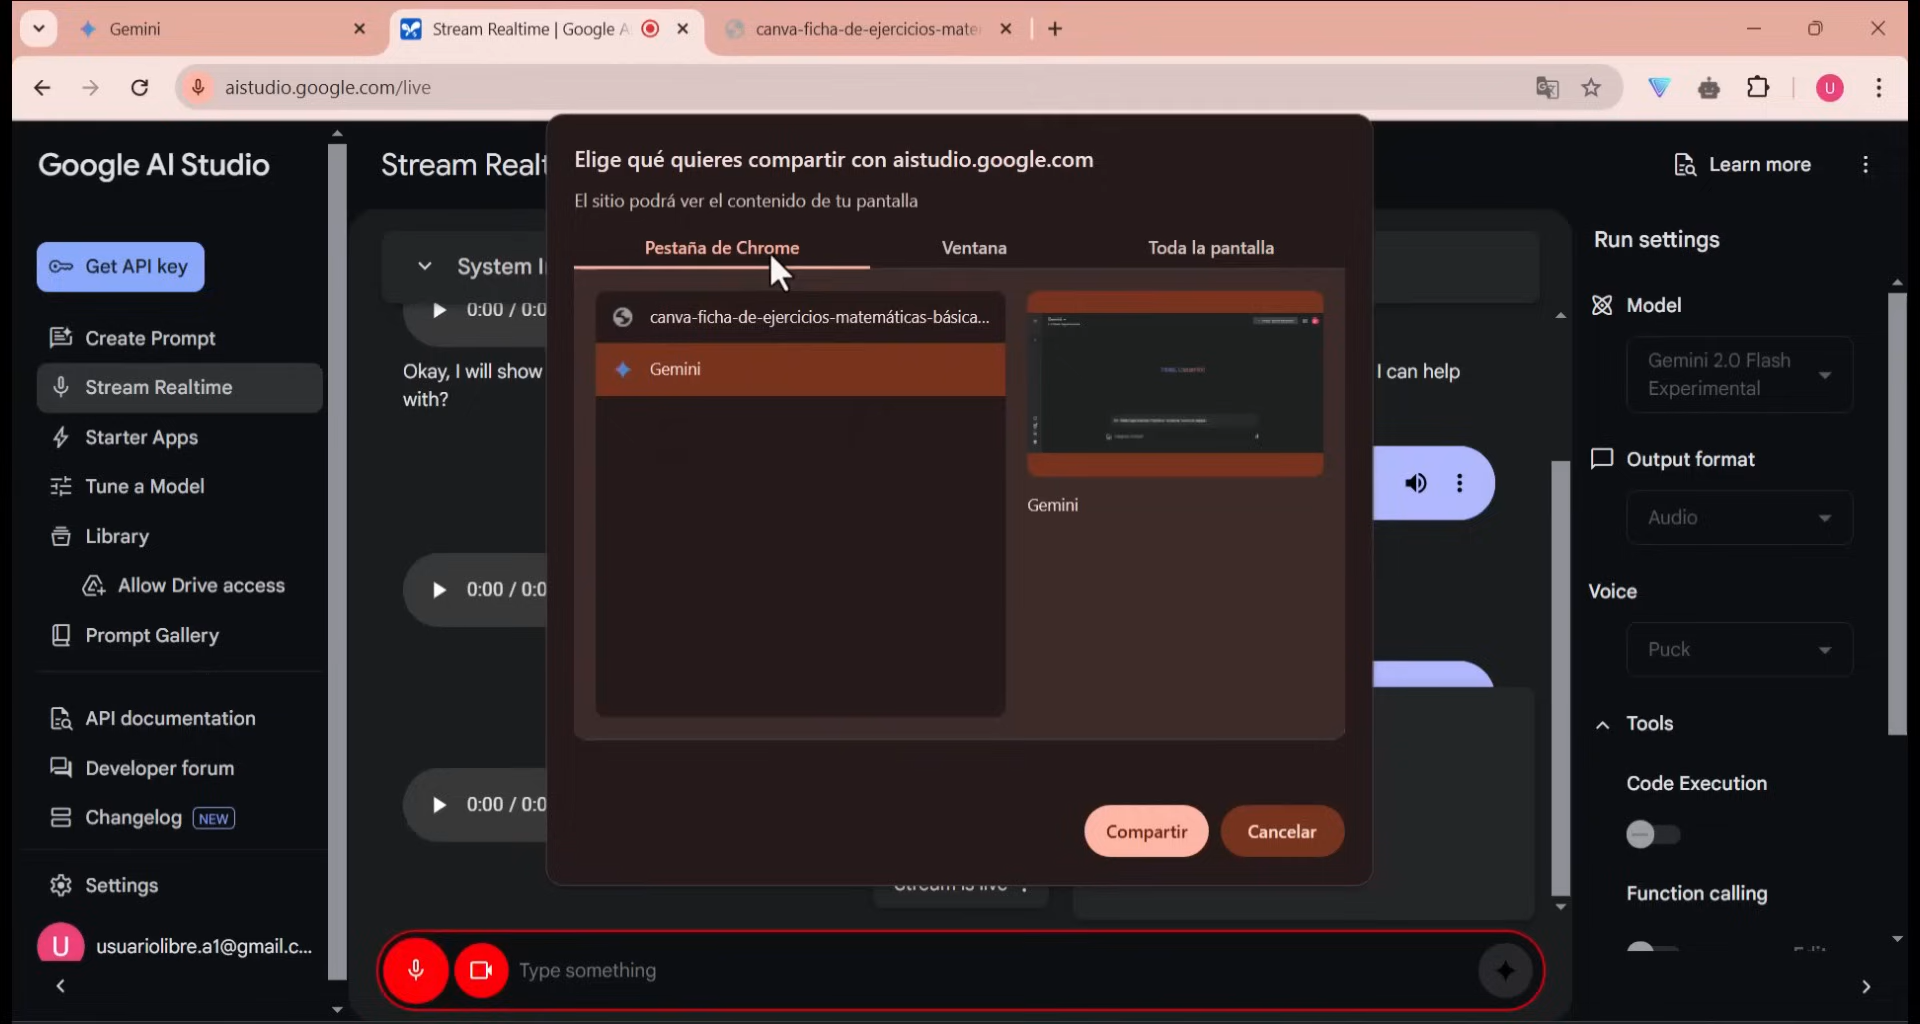 Gemini
Stream Realtime | Google A
canva-ficha-de-ejercicios-mate
aistudio.google.com/live
U
Google AI Studio
Get API key
Create Prompt
Stream Realtime
Starter Apps
Tune a Model
Library
Allow Drive access
Prompt Gallery
API documentation
Developer forum
Changelog NEW
Settings
U usuariolibre.a1@gmail.c...
Stream Realt
Learn more
System I
0:00 / 0:0
Okay, I will show
I can help
with?
0:00 / 0:0
0:00 / 0:0
Stream is live
Type something
Elige qué quieres compartir con aistudio.google.com
El sitio podrá ver el contenido de tu pantalla
Pestaña de Chrome
Ventana
Toda la pantalla
canva-ficha-de-ejercicios-matemáticas-básica...
Gemini
Gemini
Compartir
Cancelar
Run settings
Model
Gemini 2.0 Flash
Experimental
Output format
Audio
Voice
Puck
Tools
Code Execution
Function calling